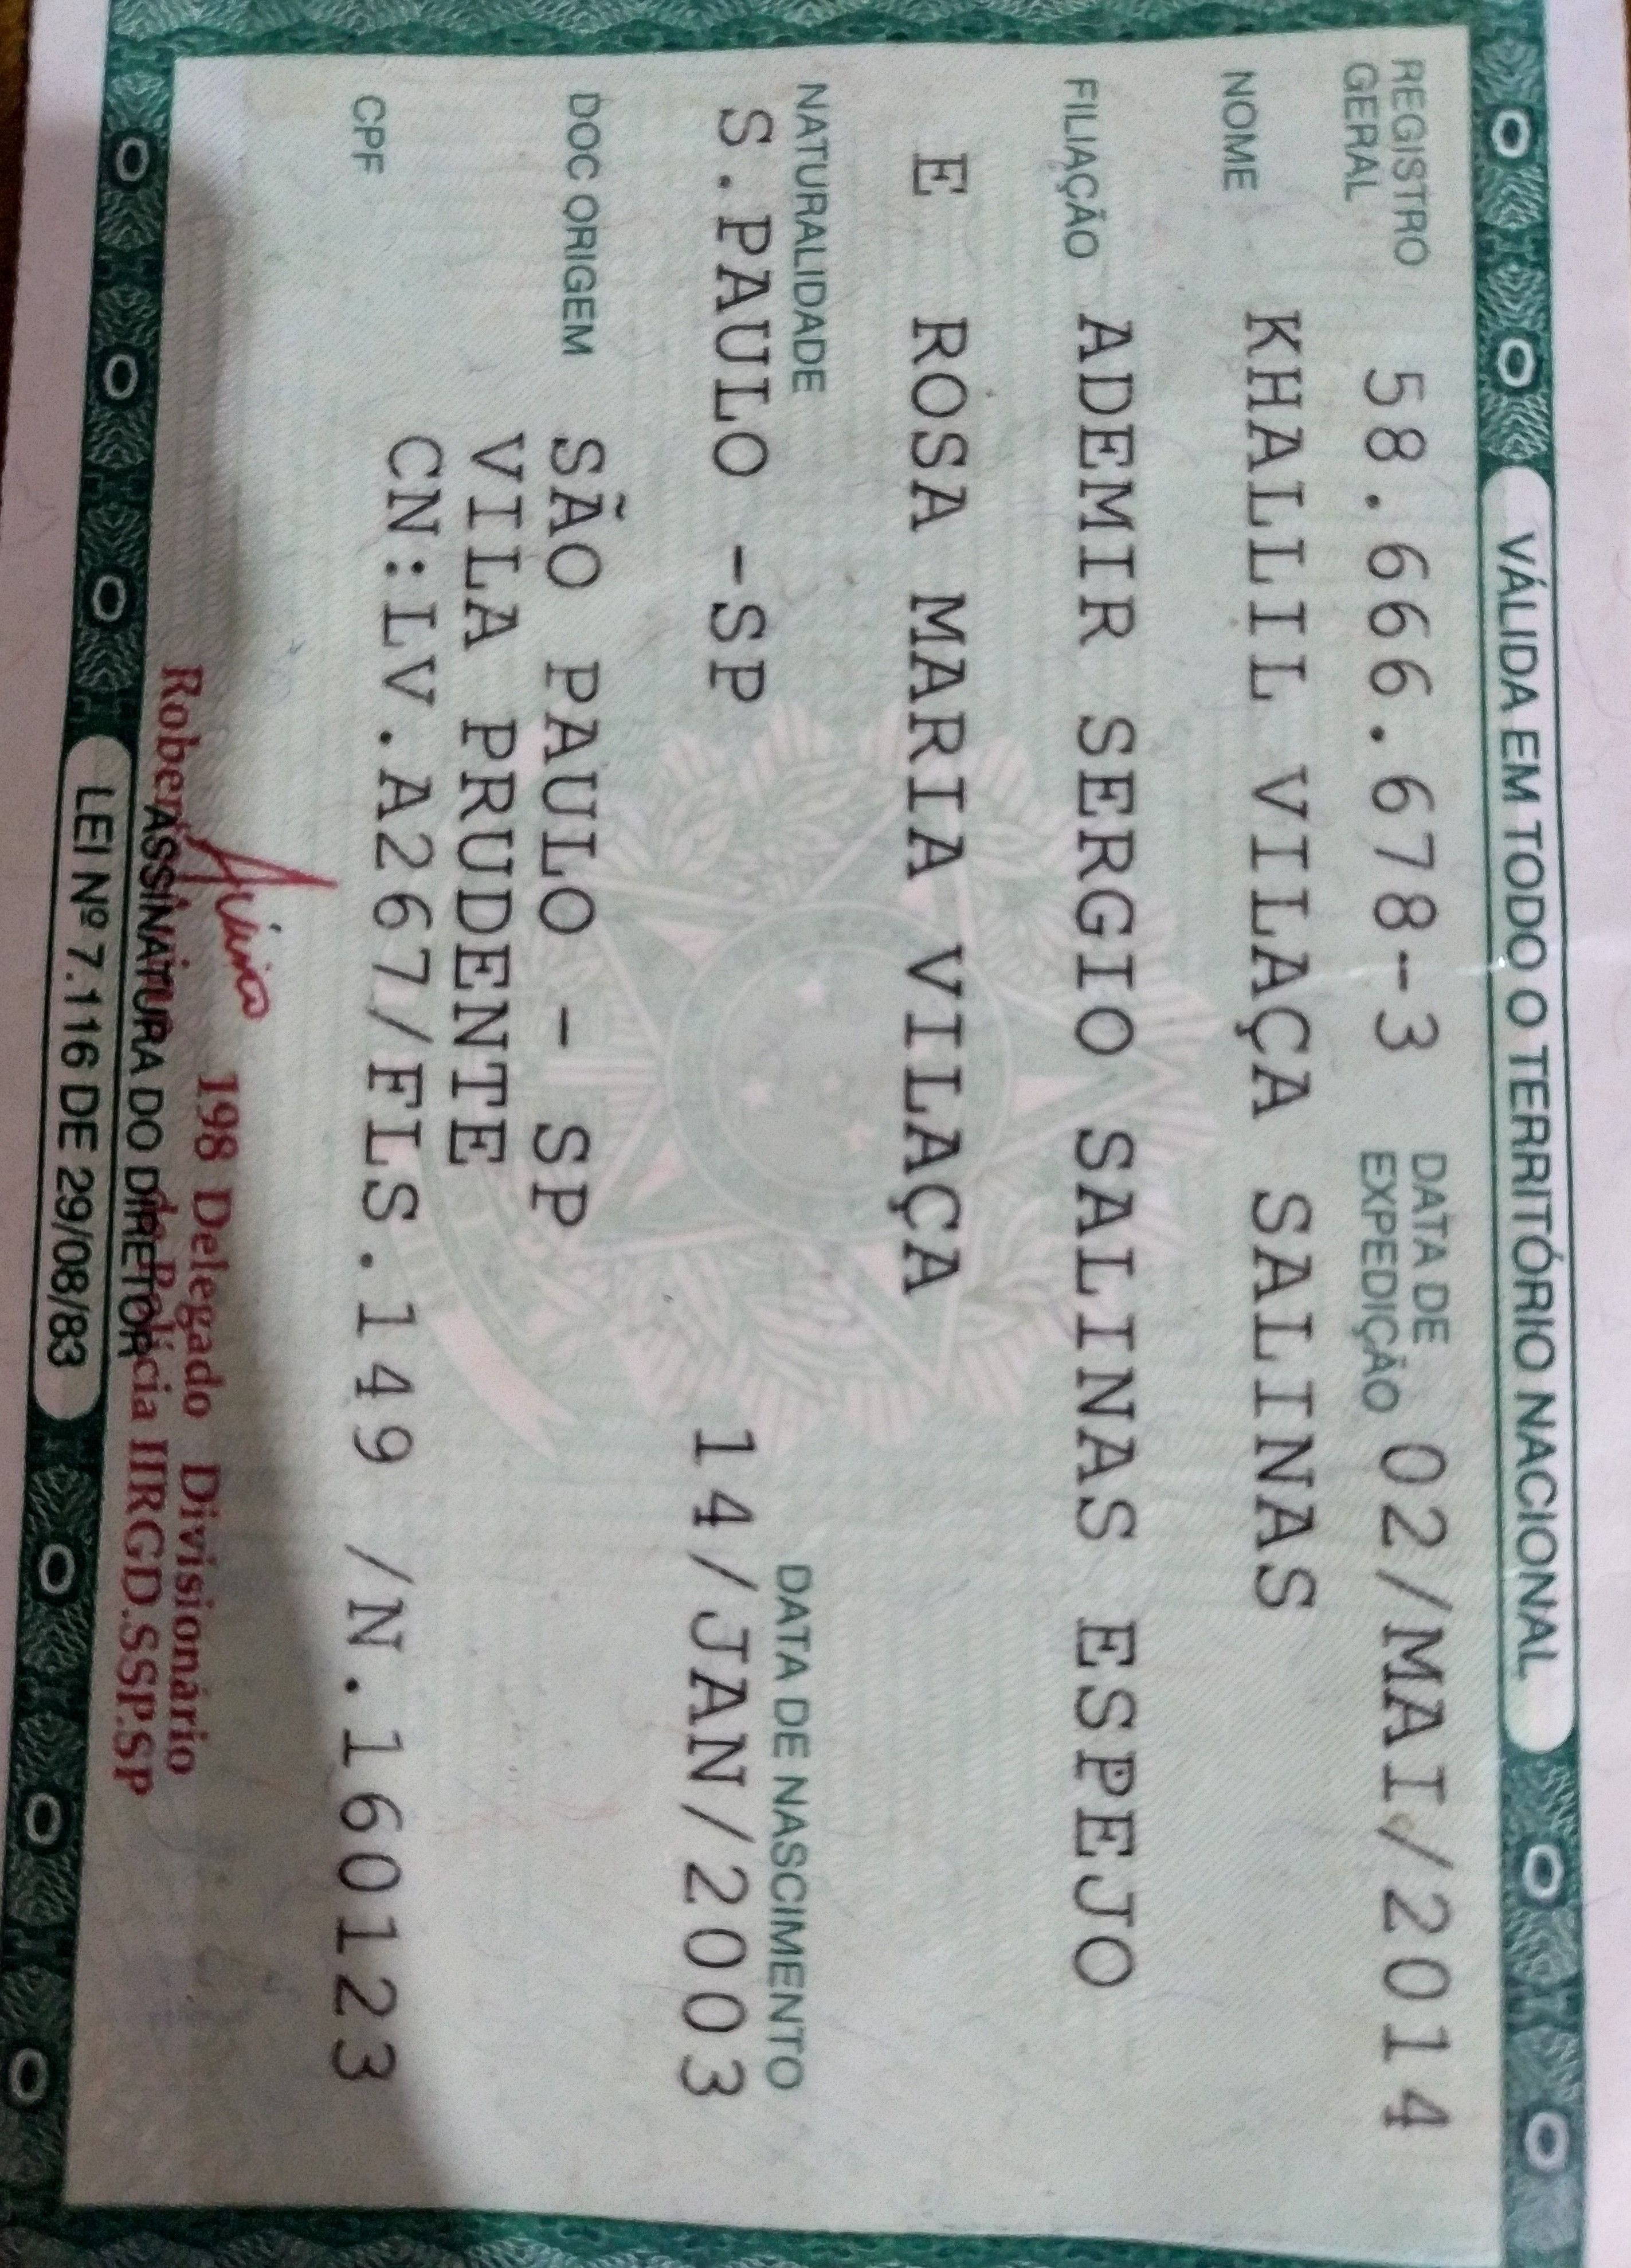 VÁLIDA EM TODO O TERRITÓRIO NACIONAL
REGISTRO GERAL 58.666.678-3 DATA DE EXPEDIÇÃO 02/MAI/2014
NOME KHALLIL VILAÇA SALINAS
FILIAÇÃO ADEMIR SERGIO SALINAS ESPEJO
E ROSA MARIA VILAÇA
NATURALIDADE DATA DE NASCIMENTO
S.PAULO -SP 14/JAN/2003
DOC ORIGEM SÃO PAULO - SP
VILA PRUDENTE
CN:LV.A267/FLS.149 /N.160123
CPF
198 Delegado Divisionário
de Polícia IIRGD.SSP.SP
ASSINATURA DO DIRETOR
LEI Nº 7.116 DE 29/08/83